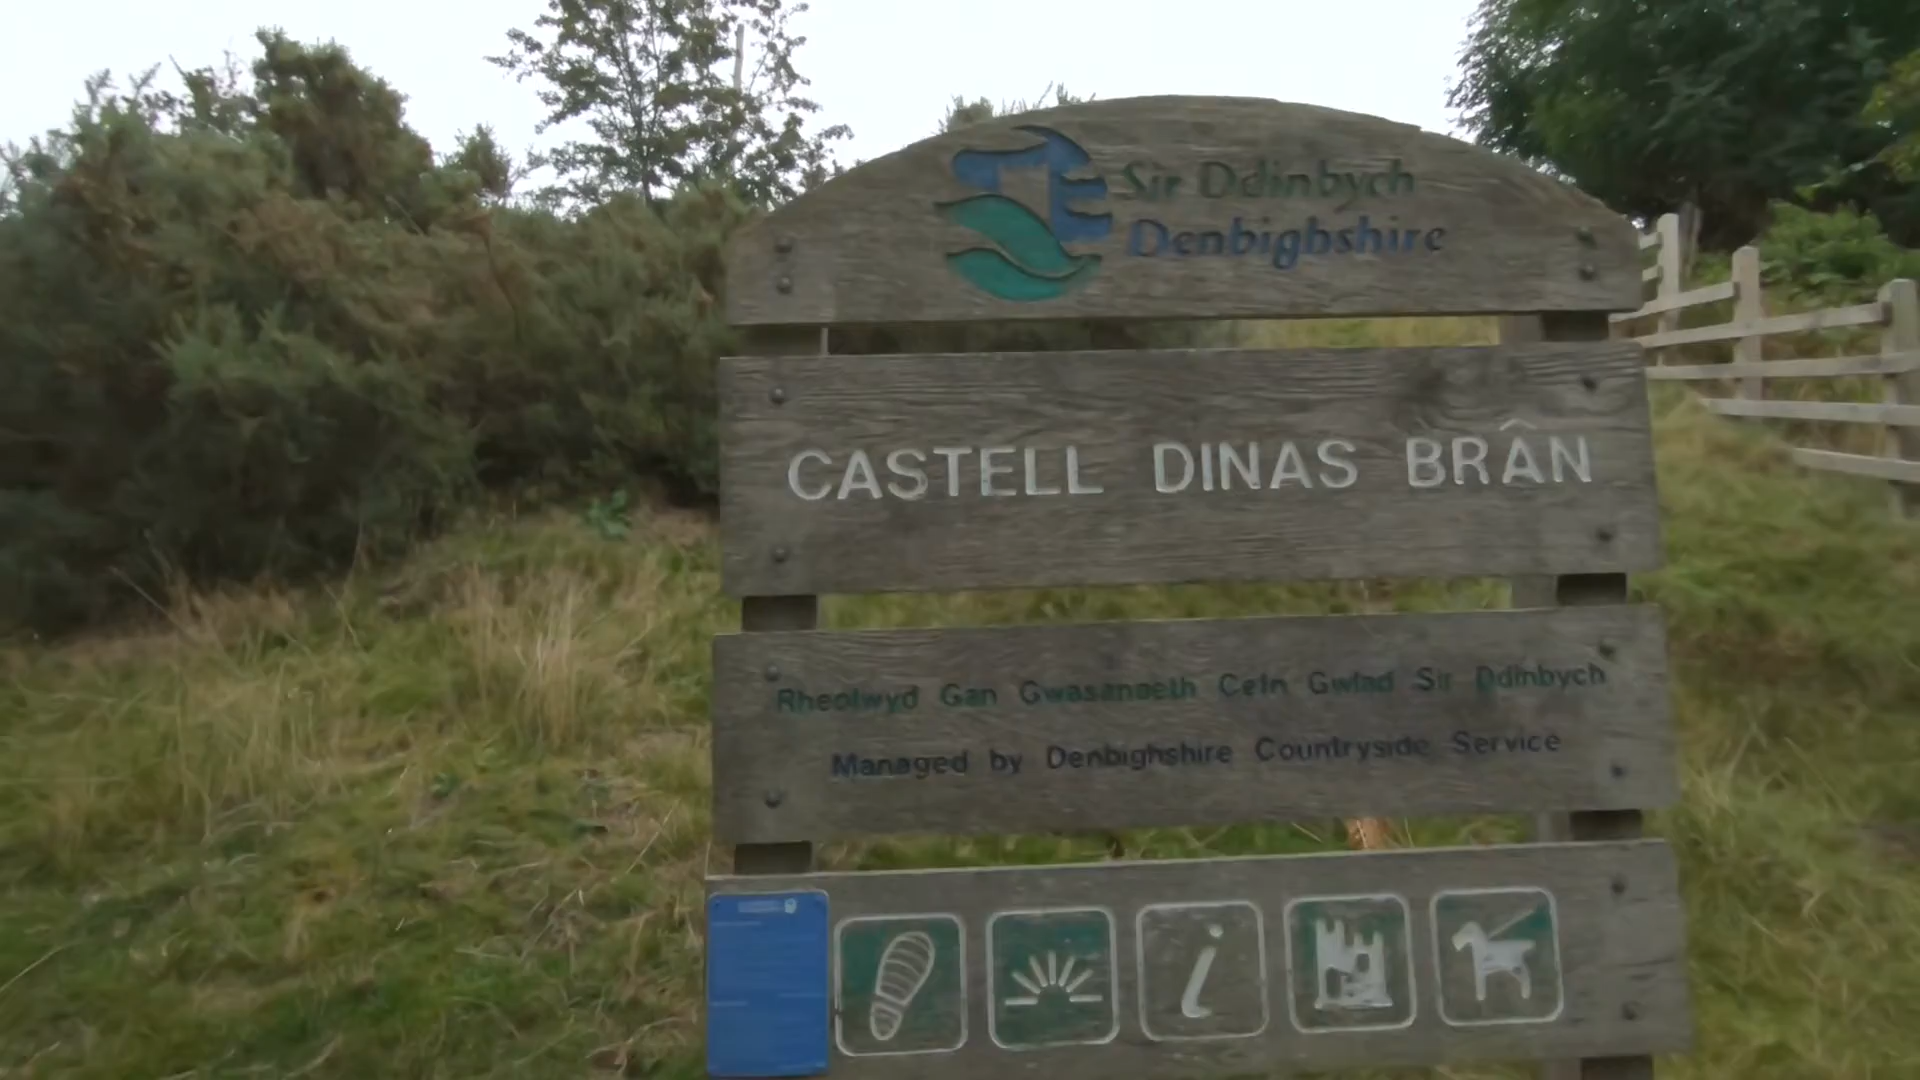 Sir Ddinbych
Denbighshire
CASTELL DINAS BRÂN
Rheolwyd Gan Gwasanaeth Cefn Gwlad Sir Ddinbych
Managed by Denbighshire Countryside Service
i